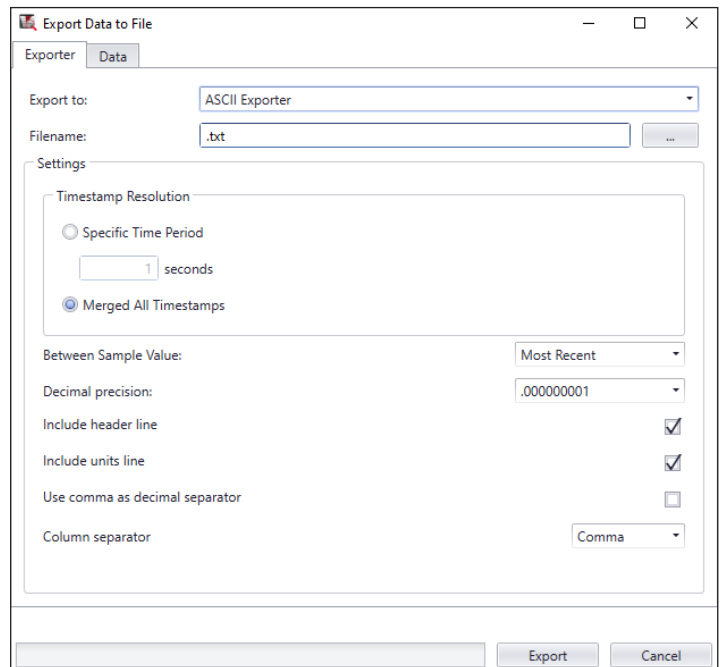 Export Data to File
Exporter Data
Export to: ASCII Exporter
Filename: .txt ...
Settings
Timestamp Resolution
Specific Time Period
1 seconds
Merged All Timestamps
Between Sample Value: Most Recent
Decimal precision: .000000001
Include header line
Include units line
Use comma as decimal separator
Column separator Comma
Export Cancel